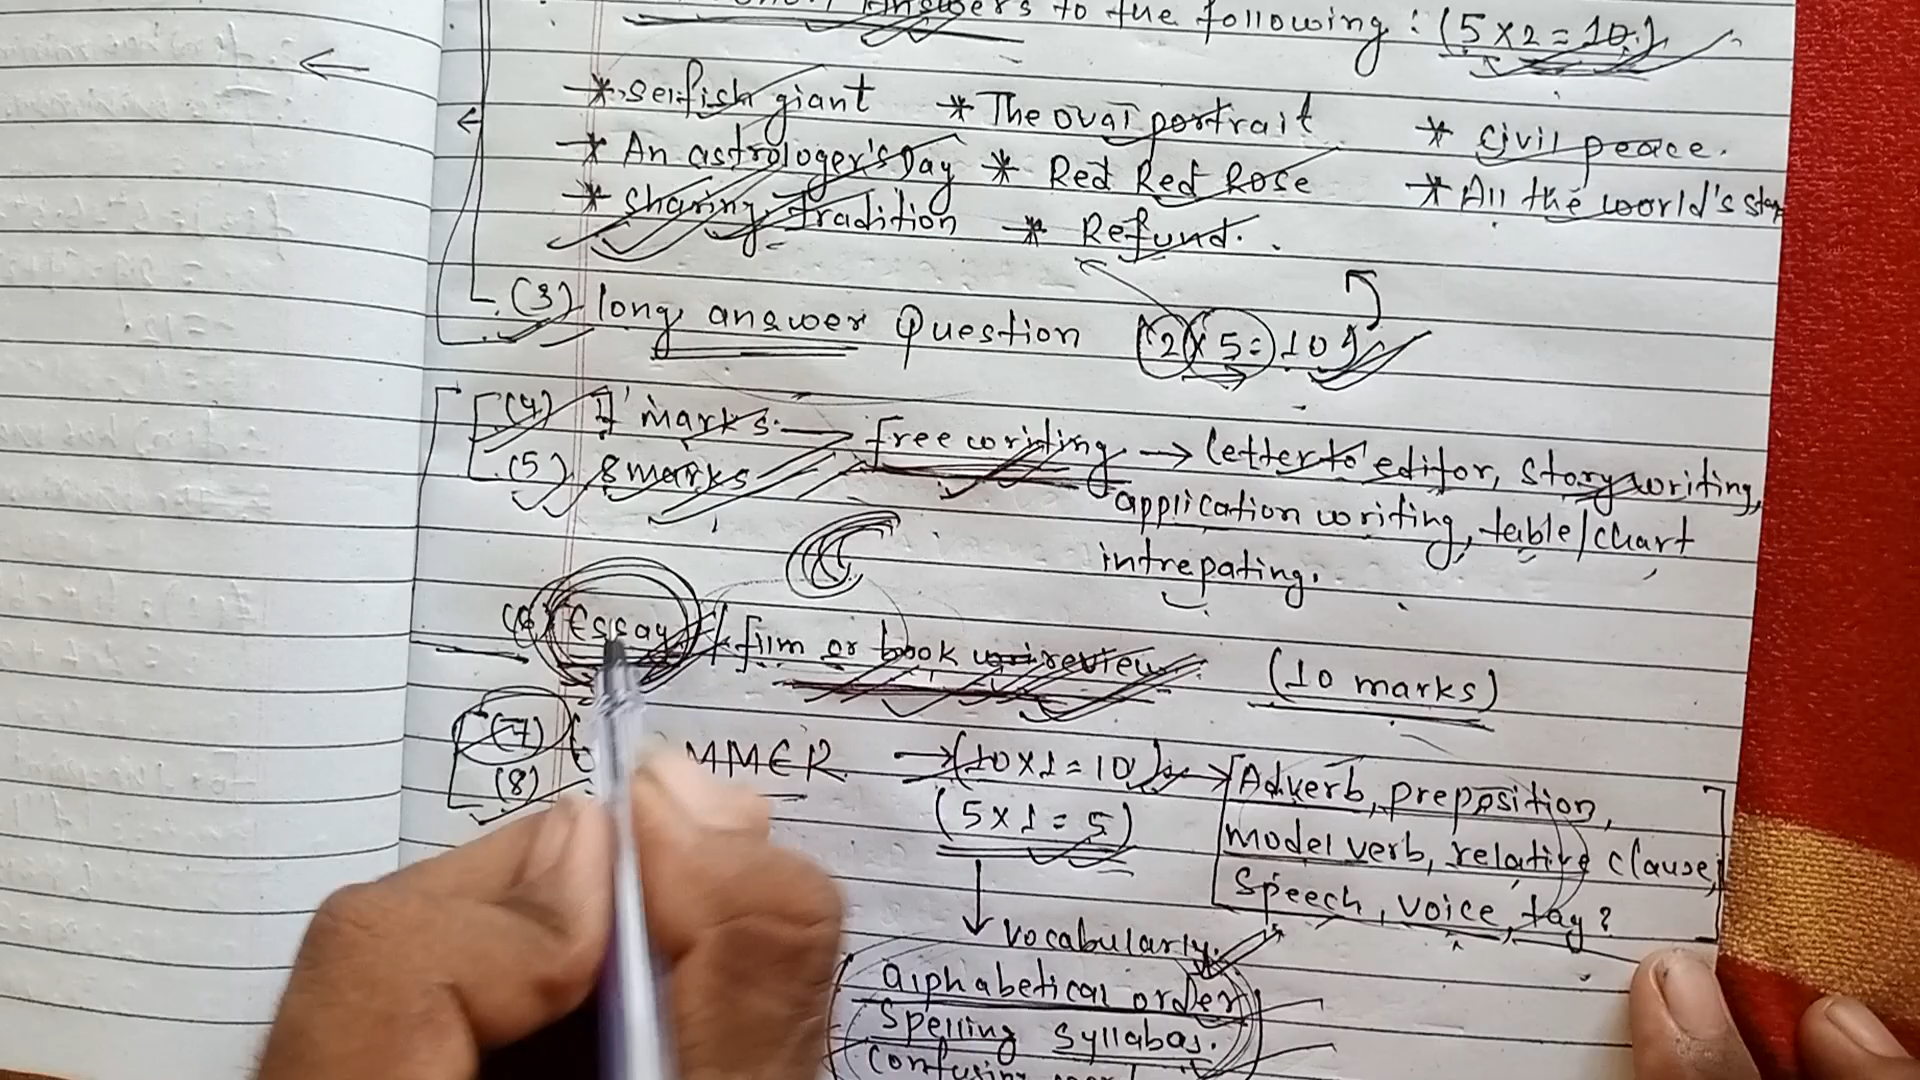 Answers to the following: (5 x 2 = 10)
* selfish giant * The oval portrait * civil peace.
* An astrologer's Day * Red Red Rose * All the world's stag
* sharing tradition * Refund.
(3) long answer Question (2 x 5 = 10)
(4) 7 marks → free writing → letter to editor, story writing,
(5) 8 marks application writing, table/chart
intrepating.
(6) Essay / film or book review (10 marks)
(7) MMER → (10 x 1 = 10) → Adverb, preposition,
(8) (5 x 1 = 5) model verb, relative clause,
speech, voice, tag?
vocabularly.
alphabetical order
spelling syllabas.
confusing